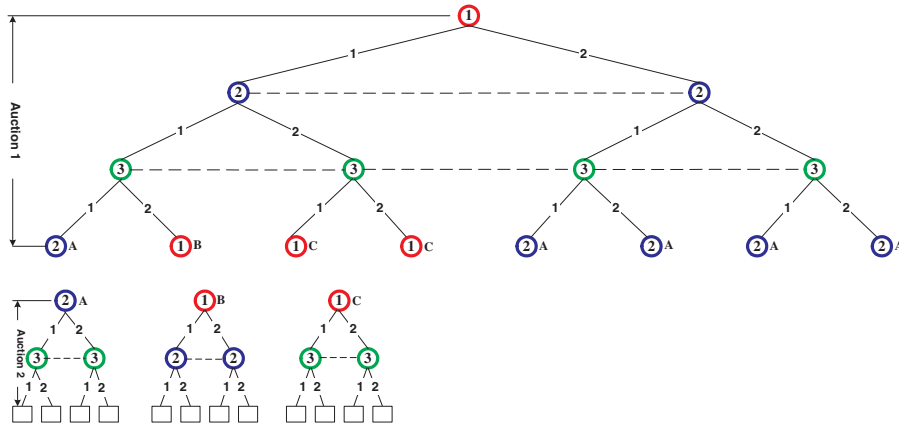 1
1 2
Auction 1
2 2
1 2 1 2
3 3 3 3
1 2 1 2 1 2 1 2
2 A 1 B 1 C 1 C 2 A 2 A 2 A 2 A
2 A 1 B 1 C
Auction 2
1 2 1 2 1 2
3 3 2 2 3 3
1 2 1 2 1 2 1 2 1 2 1 2